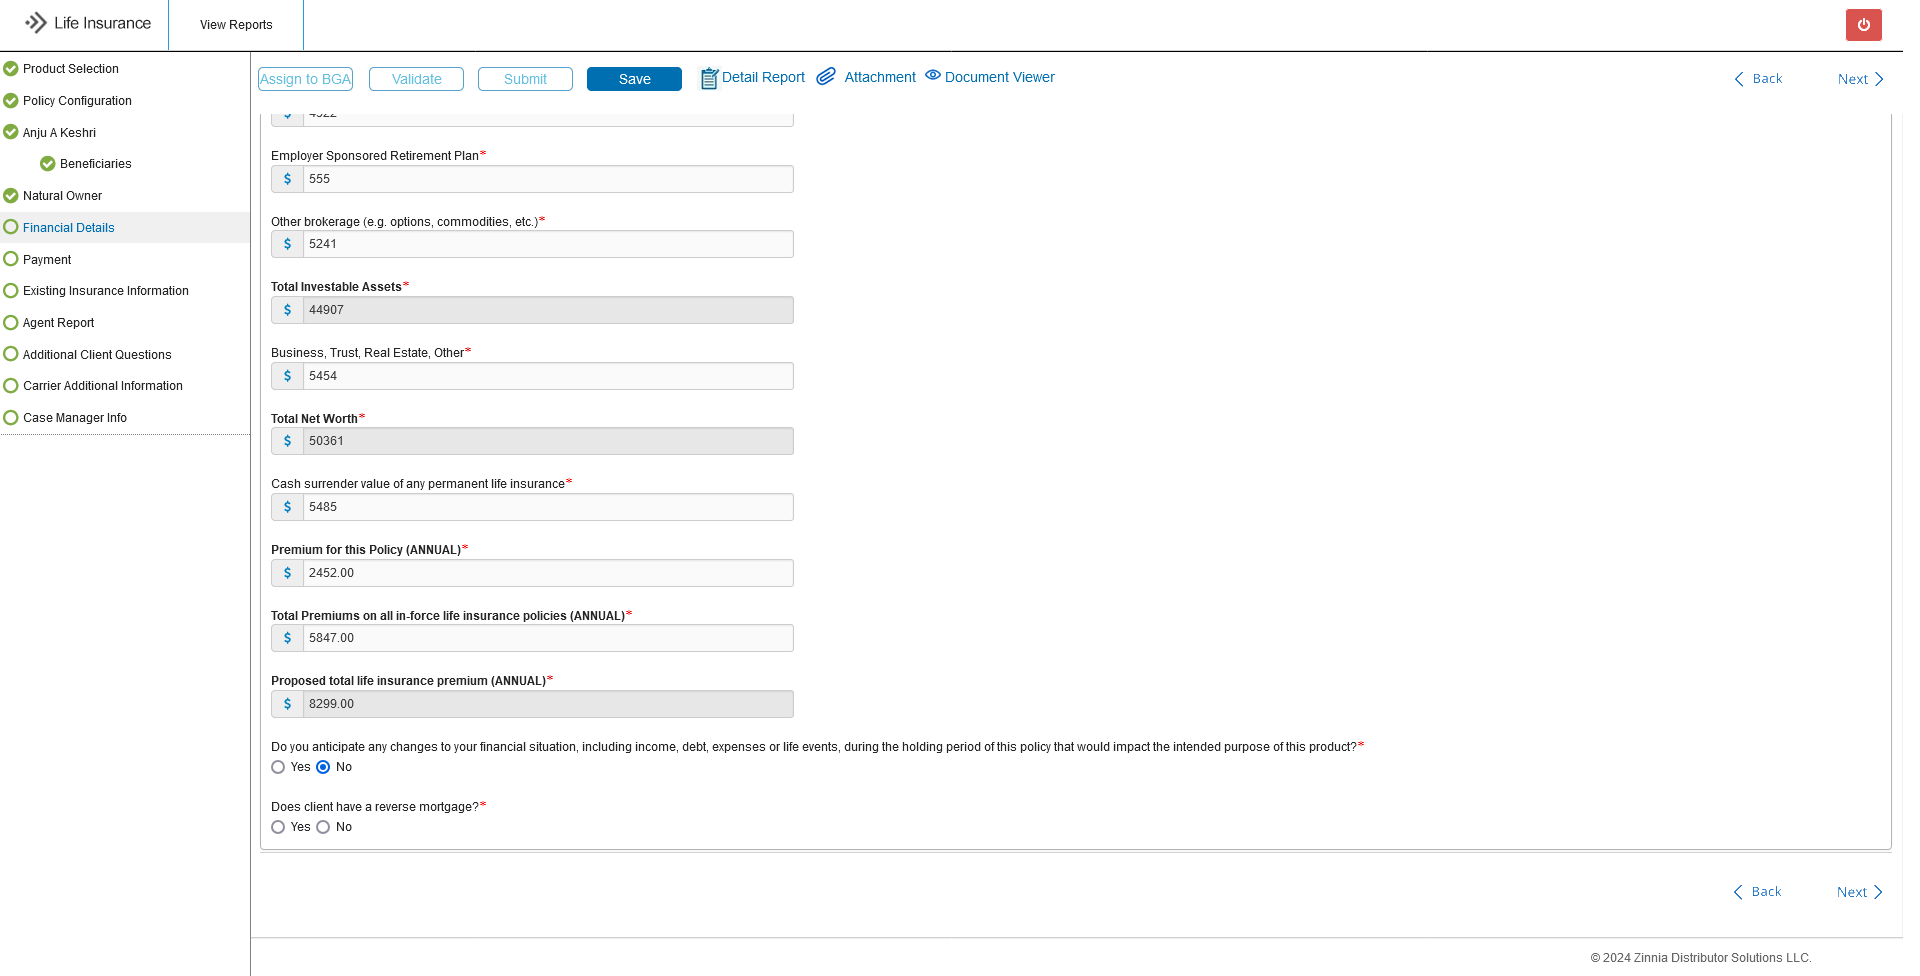 Life Insurance
View Reports
Product Selection
Policy Configuration
Anju A Keshri
Beneficiaries
Natural Owner
Financial Details
Payment
Existing Insurance Information
Agent Report
Additional Client Questions
Carrier Additional Information
Case Manager Info
Assign to BGA
Validate
Submit
Save
Detail Report
Attachment
Document Viewer
Back
Next
Employer Sponsored Retirement Plan*
$ 555
Other brokerage (e.g. options, commodities, etc.)*
$ 5241
Total Investable Assets*
$ 44907
Business, Trust, Real Estate, Other*
$ 5454
Total Net Worth*
$ 50361
Cash surrender value of any permanent life insurance*
$ 5485
Premium for this Policy (ANNUAL)*
$ 2452.00
Total Premiums on all in-force life insurance policies (ANNUAL)*
$ 5847.00
Proposed total life insurance premium (ANNUAL)*
$ 8299.00
Do you anticipate any changes to your financial situation, including income, debt, expenses or life events, during the holding period of this policy that would impact the intended purpose of this product?*
Yes No
Does client have a reverse mortgage?*
Yes No
Back
Next
© 2024 Zinnia Distributor Solutions LLC.